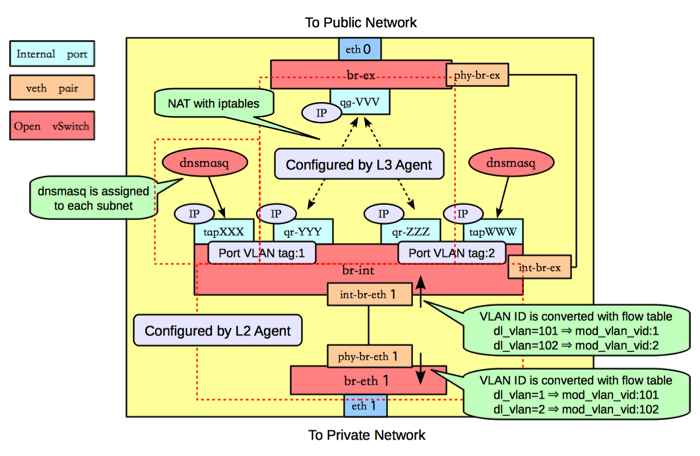 To Public Network
Internal port
veth pair
Open vSwitch
eth 0
br-ex
phy-br-ex
qg-VVV
IP
NAT with iptables
Configured by L3 Agent
dnsmasq
dnsmasq
dnsmasq is assigned
to each subnet
IP
IP
IP
IP
tapXXX
qr-YYY
qr-ZZZ
tapWWW
Port VLAN tag:1
Port VLAN tag:2
br-int
int-br-ex
int-br-eth 1
Configured by L2 Agent
VLAN ID is converted with flow table
dl_vlan=101 ⇒ mod_vlan_vid:1
dl_vlan=102 ⇒ mod_vlan_vid:2
phy-br-eth 1
br-eth 1
VLAN ID is converted with flow table
dl_vlan=1 ⇒ mod_vlan_vid:101
dl_vlan=2 ⇒ mod_vlan_vid:102
eth 1
To Private Network